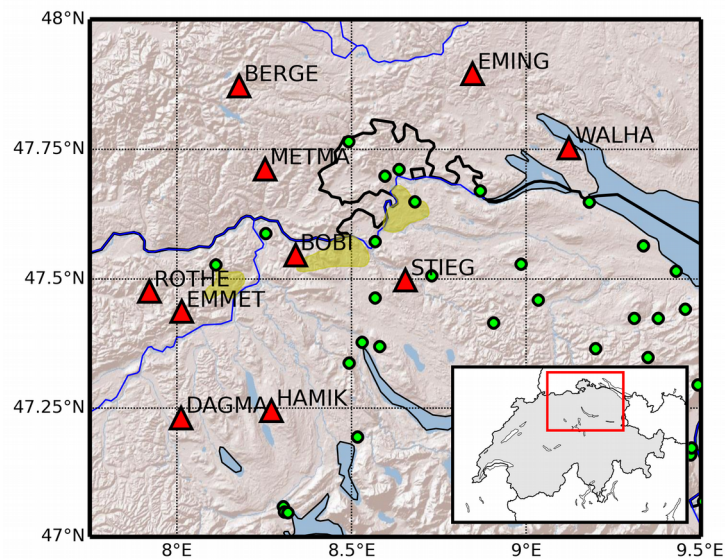 48°N
EMING
BERGE
47.75°N
WALHA
METMA
BOBI
STIEG
47.5°N
ROTHE
EMMET
47.25°N
DAGMA
HAMIK
47°N
8°E
8.5°E
9°E
9.5°E